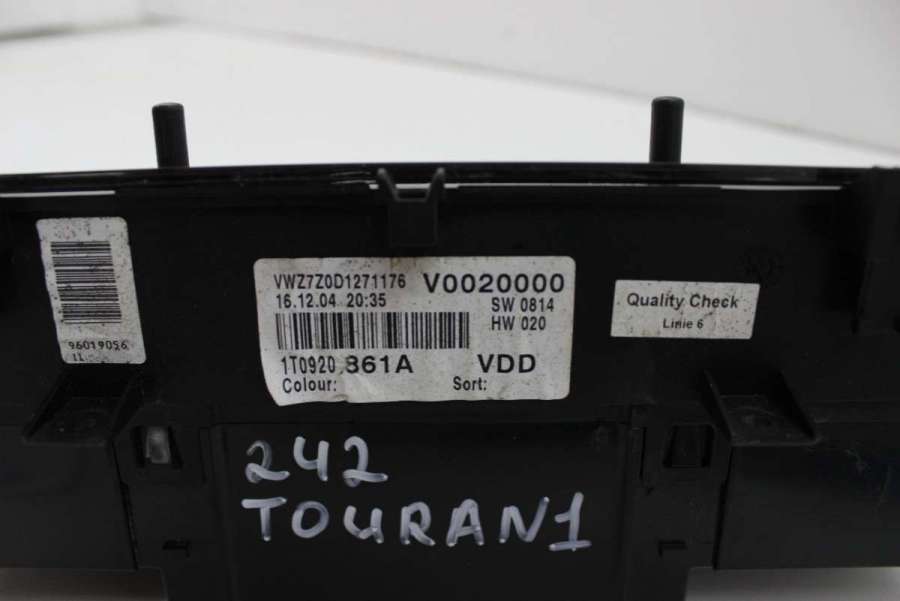 96019056
11
VWZ7Z0D1271176 V0020000
16.12.04 20:35 SW 0814
HW 020
1T0920 861A VDD
Colour: Sort:
Quality Check
Linie 6
242
TOURAN1